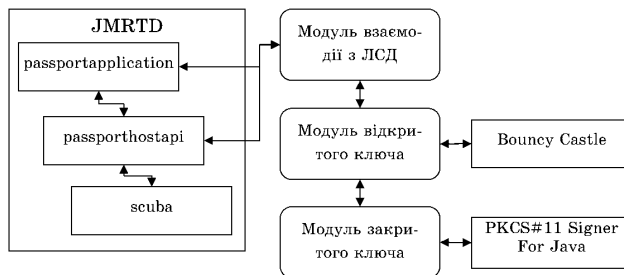 JMRTD
passportapplication
passporthostapi
scuba
Модуль взаємо-
дії з ЛСД
Модуль відкри-
того ключа
Модуль закри-
того ключа
Bouncy Castle
PKCS#11 Signer
For Java